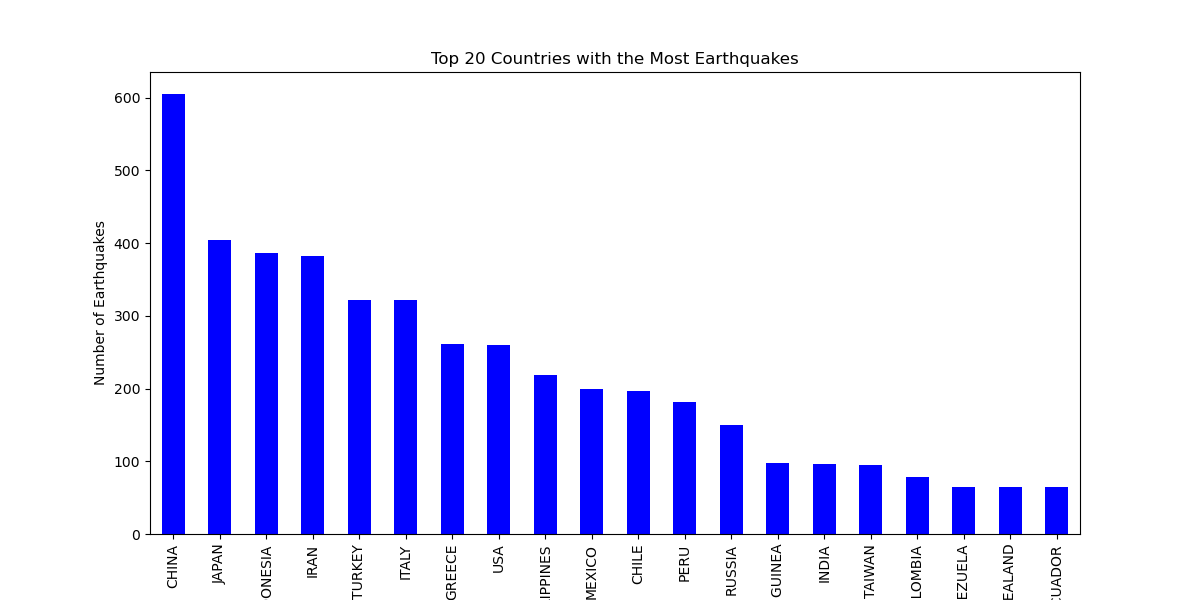 Top 20 Countries with the Most Earthquakes
Number of Earthquakes
600
500
400
300
200
100
0
CHINA
JAPAN
ONESIA
IRAN
TURKEY
ITALY
GREECE
USA
IPPINES
MEXICO
CHILE
PERU
RUSSIA
GUINEA
INDIA
TAIWAN
LOMBIA
EZUELA
EALAND
CUADOR